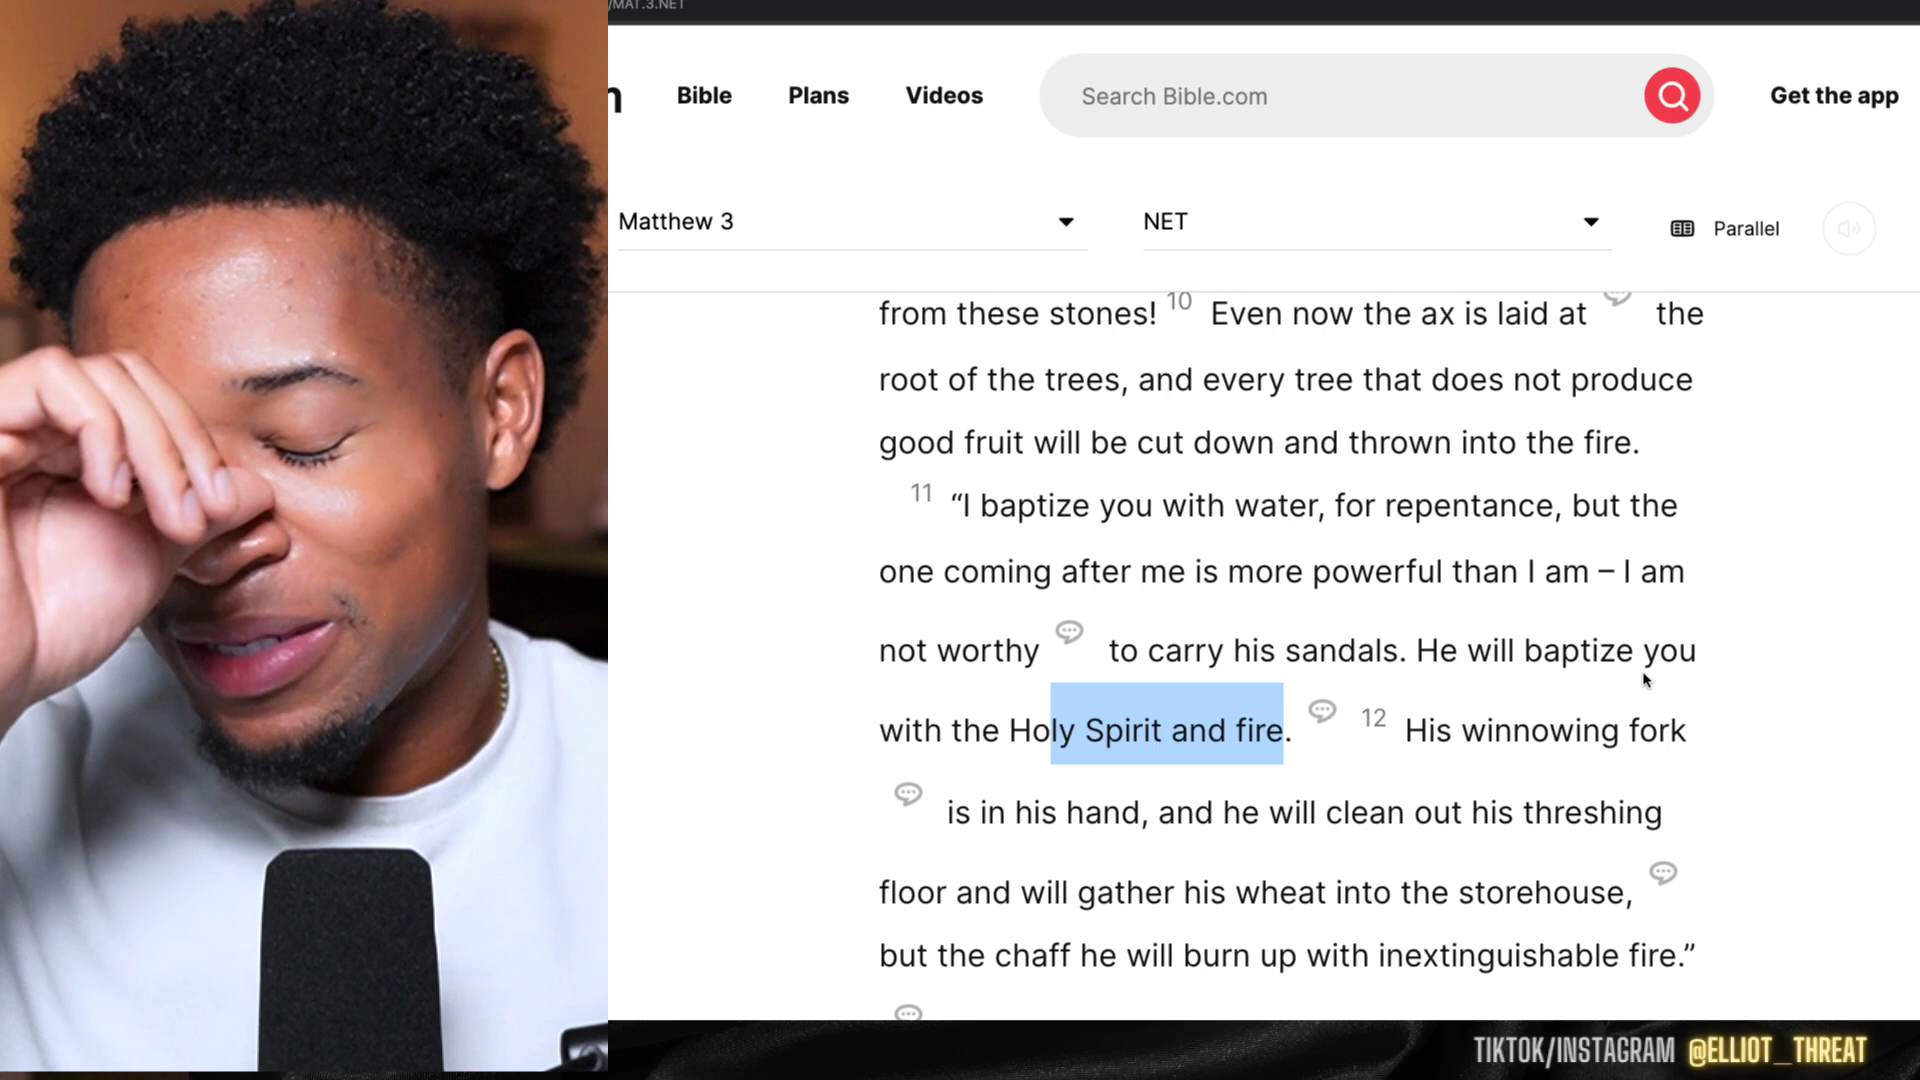 /MAT.3.NET
Bible Plans Videos Search Bible.com Get the app
Matthew 3 NET Parallel
from these stones! 10 Even now the ax is laid at the
root of the trees, and every tree that does not produce
good fruit will be cut down and thrown into the fire.
11 “I baptize you with water, for repentance, but the
one coming after me is more powerful than I am – I am
not worthy to carry his sandals. He will baptize you
with the Holy Spirit and fire. 12 His winnowing fork
is in his hand, and he will clean out his threshing
floor and will gather his wheat into the storehouse,
but the chaff he will burn up with inextinguishable fire.”
TIKTOK/INSTAGRAM @ELLIOT_THREAT